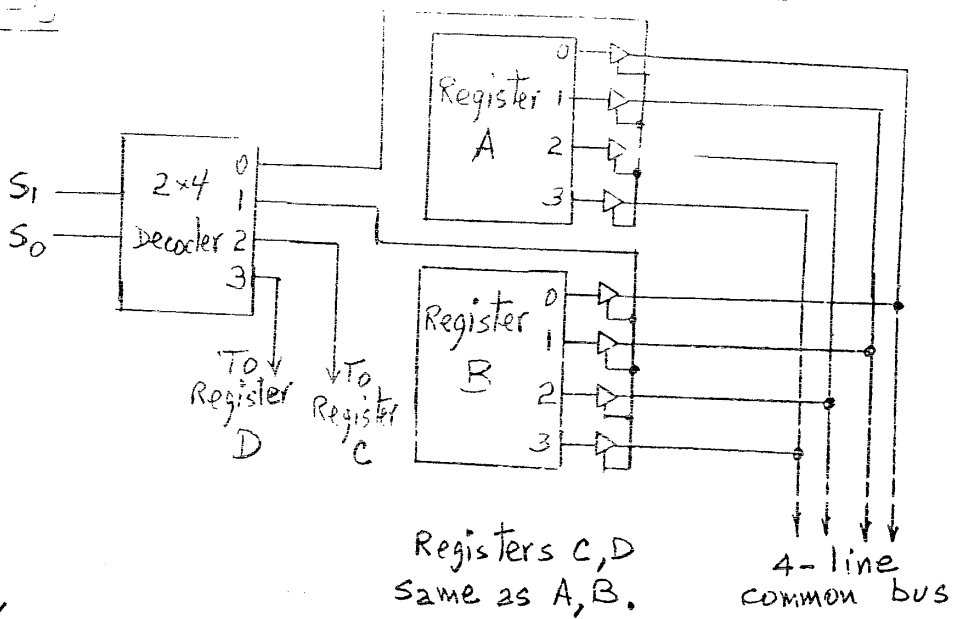 Register A
0
1
2
3
S1
S0
2×4
Decoder
0
1
2
3
To
Register
D
To
Register
C
Register
B
0
1
2
3
Registers C,D
same as A,B.
4-line
common bus